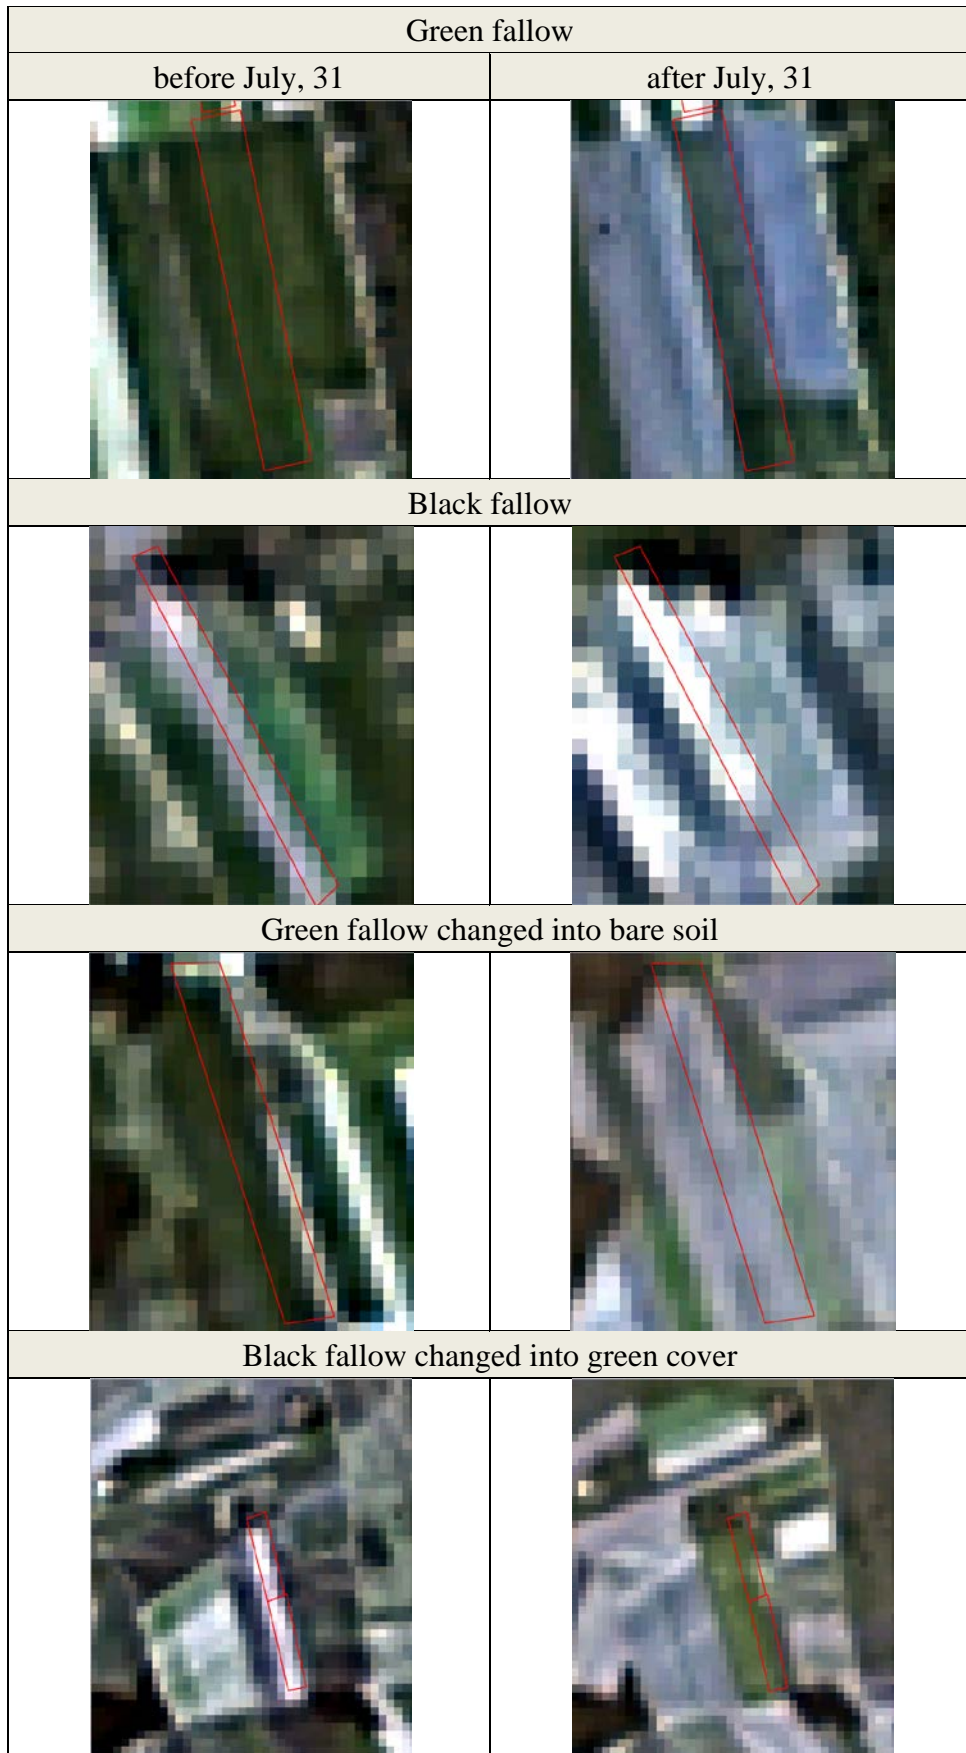 Green fallow
before July, 31
after July, 31
Black fallow
Green fallow changed into bare soil
Black fallow changed into green cover